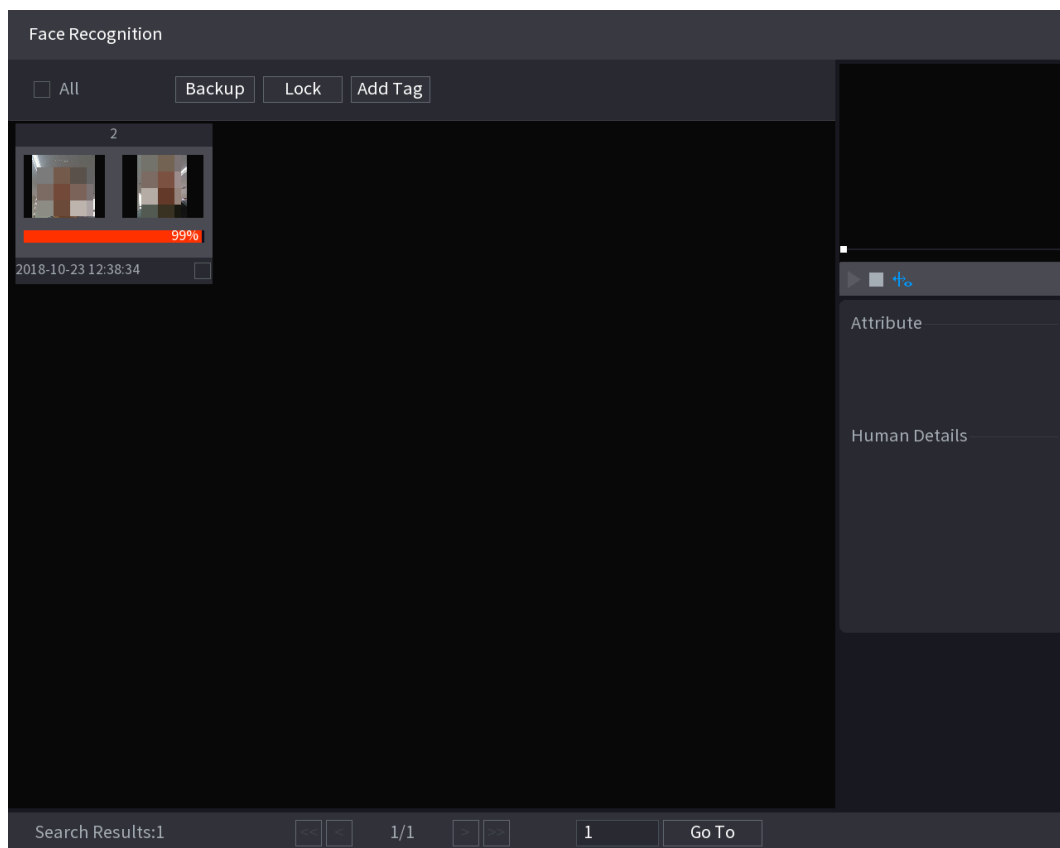 Face Recognition
All Backup Lock Add Tag
2
99%
2018-10-23 12:38:34
Attribute
Human Details
Search Results:1 << < 1/1 > >> 1 Go To